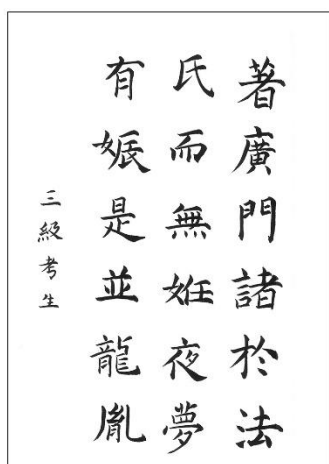 著廣門諸於法
氏而無姙夜夢
有娠是並龍胤
三級考生